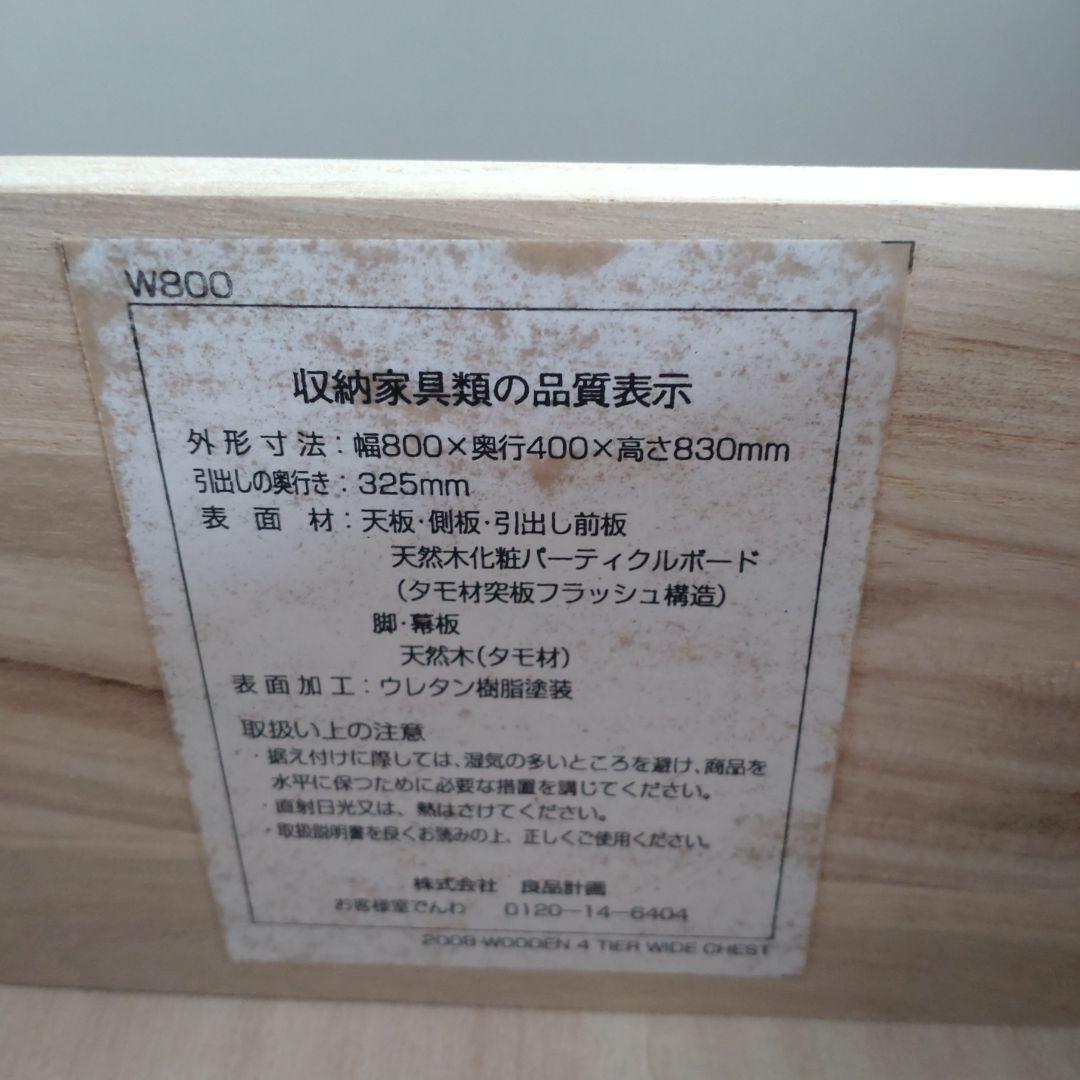 W800
収納家具類の品質表示
外形寸法：幅800×奥行400×高さ830mm
引出しの奥行き：325mm
表面材：天板・側板・引出し前板
天然木化粧パーティクルボード
（タモ材突板フラッシュ構造）
脚・幕板
天然木（タモ材）
表面加工：ウレタン樹脂塗装
取扱い上の注意
・据え付けに際しては、湿気の多いところを避け、商品を
水平に保つために必要な措置を講じてください。
・直射日光又は、熱はさけてください。
・取扱説明書を良くお読みの上、正しくご使用ください。
株式会社 良品計画
お客様室でんわ 0120-14-6404
2008 WOODEN 4 TIER WIDE CHEST